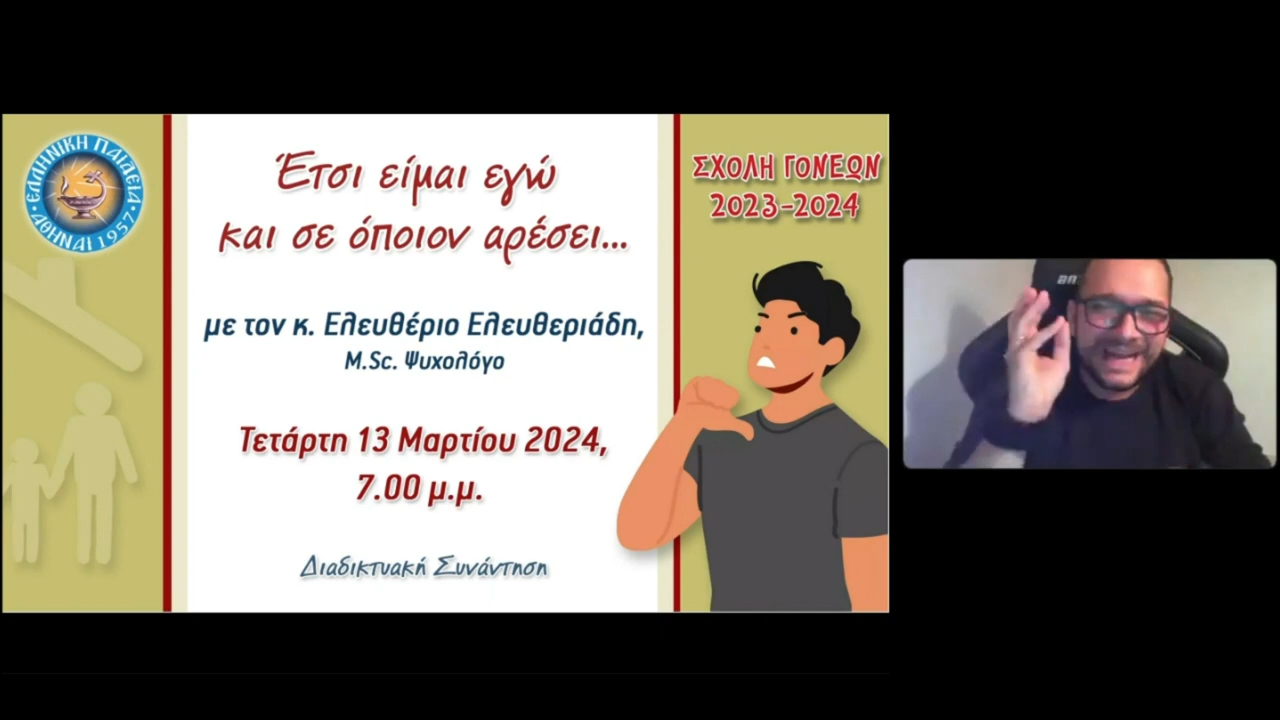 ΕΛΛΗΝΙΚΗ ΠΑΙΔΕΙΑ
ΑΘΗΝΑΙ 1957
Έτσι είμαι εγώ
και σε όποιον αρέσει...
με τον κ. Ελευθέριο Ελευθεριάδη,
M.Sc. Ψυχολόγο
Τετάρτη 13 Μαρτίου 2024,
7.00 μ.μ.
Διαδικτυακή Συνάντηση
ΣΧΟΛΗ ΓΟΝΕΩΝ
2023-2024